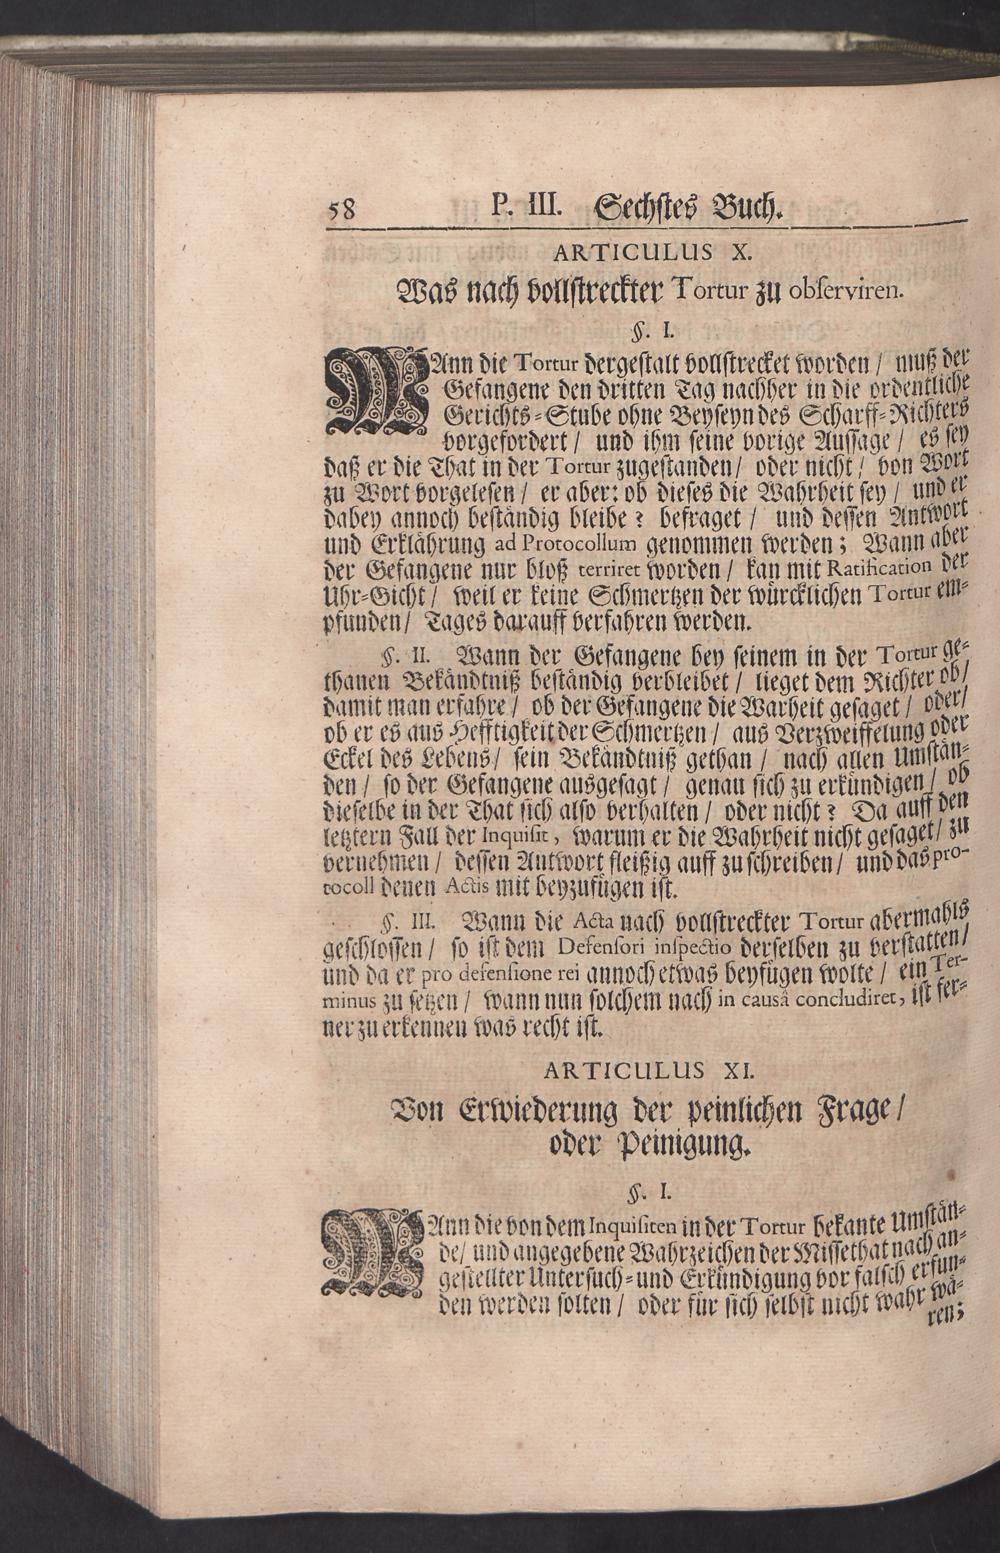 58 P. III. Sechstes Buch.
ARTICULUS X.
Was nach vollstreckter Tortur zu observiren.
§. I.
WAnn die Tortur dergestalt vollstrecket worden / muß der
Gefangene den dritten Tag nachher in die ordentliche
Gerichts-Stube ohne Beyseyn des Scharff-Richters
vorgefordert / und ihm seine vorige Aussage / es sey
daß er die That in der Tortur zugestanden / oder nicht / von Wort
zu Wort vorgelesen / er aber: ob dieses die Wahrheit sey / und er
dabey annoch beständig bleibe? befraget / und dessen Antwort
und Erklährung ad Protocollum genommen werden; Wann aber
der Gefangene nur bloß terriret worden / kan mit Ratification der
Uhr-Gicht / weil er keine Schmertzen der würcklichen Tortur em-
pfunden / Tages darauff verfahren werden.
§. II. Wann der Gefangene bey seinem in der Tortur ge-
thanen Bekändtniß beständig verbleibet / lieget dem Richter ob /
damit man erfahre / ob der Gefangene die Warheit gesaget / oder /
ob er es aus Hefftigkeit der Schmertzen / aus Verzweiffelung oder
Eckel des Lebens / sein Bekändtniß gethan / nach allen Umstän-
den / so der Gefangene ausgesagt / genau sich zu erkündigen / ob
dieselbe in der That sich also verhalten / oder nicht? Da auff den
letztern Fall der Inquisit, warum er die Wahrheit nicht gesaget / zu
vernehmen / dessen Antwort fleißig auff zu schreiben / und das pro-
tocoll denen Actis mit beyzufügen ist.
§. III. Wann die Acta nach vollstreckter Tortur abermahls
geschlossen / so ist dem Defensori inspectio derselben zu verstatten /
und da er pro defensione rei annoch etwas beyfügen wolte / ein Ter-
minus zu setzen / wann nun solchem nach in causâ concludiret, ist fer-
ner zu erkennen was recht ist.
ARTICULUS XI.
Von Erwiederung der peinlichen Frage /
oder Peinigung.
§. I.
WAnn die von dem Inquisiten in der Tortur bekante Umstän-
de / und angegebene Wahrzeichen der Missethat nach an-
gestellter Untersuch- und Erkündigung vor falsch erfun-
den werden solten / oder für sich selbst nicht wahr wä-
ren;